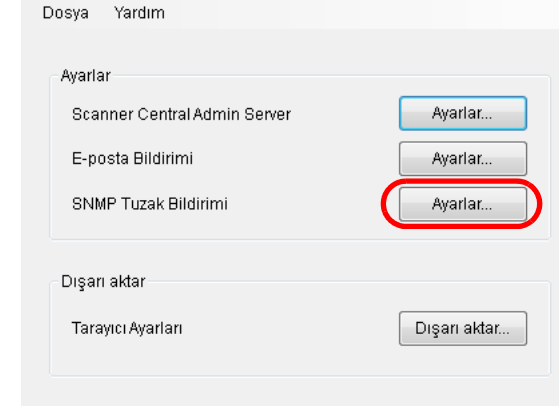 Dosya Yardım
Ayarlar
Scanner Central Admin Server Ayarlar...
E-posta Bildirimi Ayarlar...
SNMP Tuzak Bildirimi Ayarlar...
Dışarı aktar
Tarayıcı Ayarları Dışarı aktar...